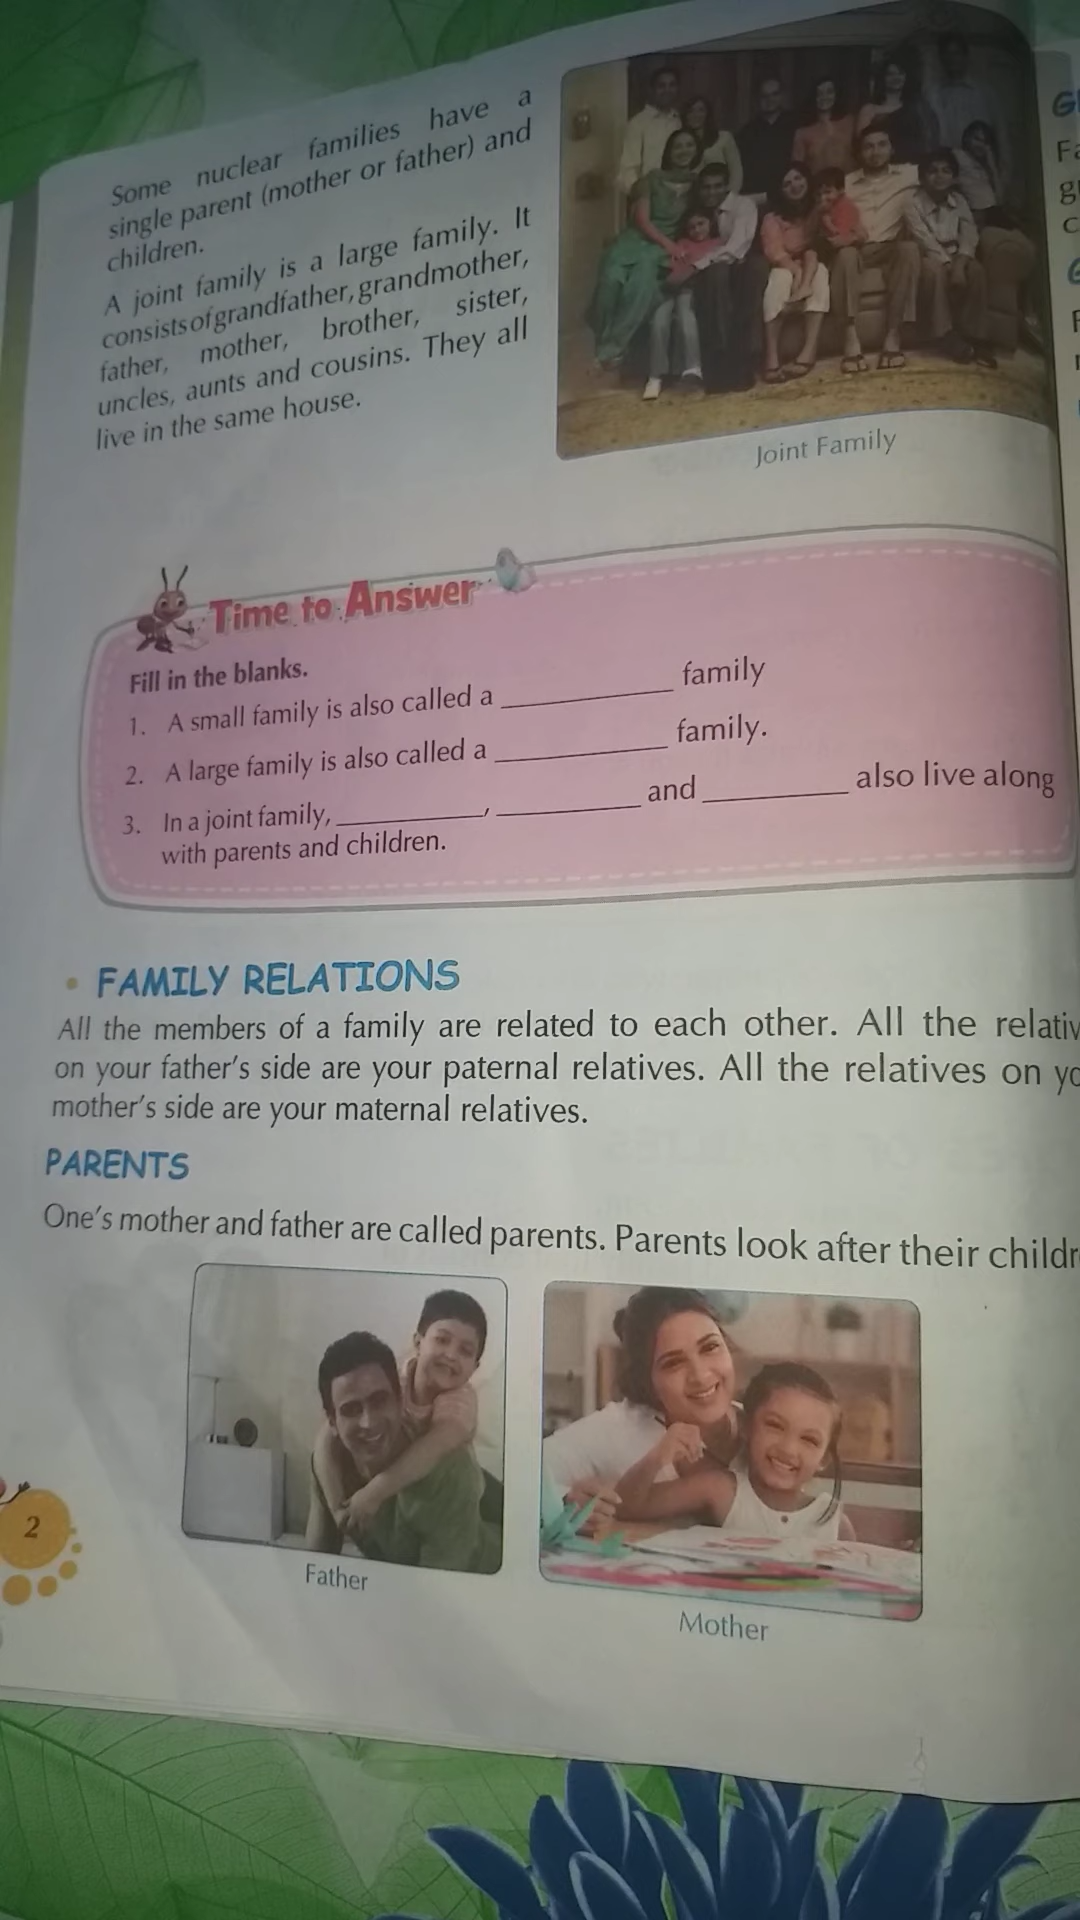 Some nuclear families have a
single parent (mother or father) and
children.
A joint family is a large family. It
consists of grandfather, grandmother,
father, mother, brother, sister,
uncles, aunts and cousins. They all
live in the same house.
Joint Family
Time to Answer
Fill in the blanks.
1. A small family is also called a __________ family
2. A large family is also called a __________ family.
3. In a joint family, __________, __________ and __________ also live along
with parents and children.
• FAMILY RELATIONS
All the members of a family are related to each other. All the
on your father's side are your paternal relatives. All the relatives on
mother's side are your maternal relatives.
PARENTS
One's mother and father are called parents. Parents look after their
Father
Mother
2